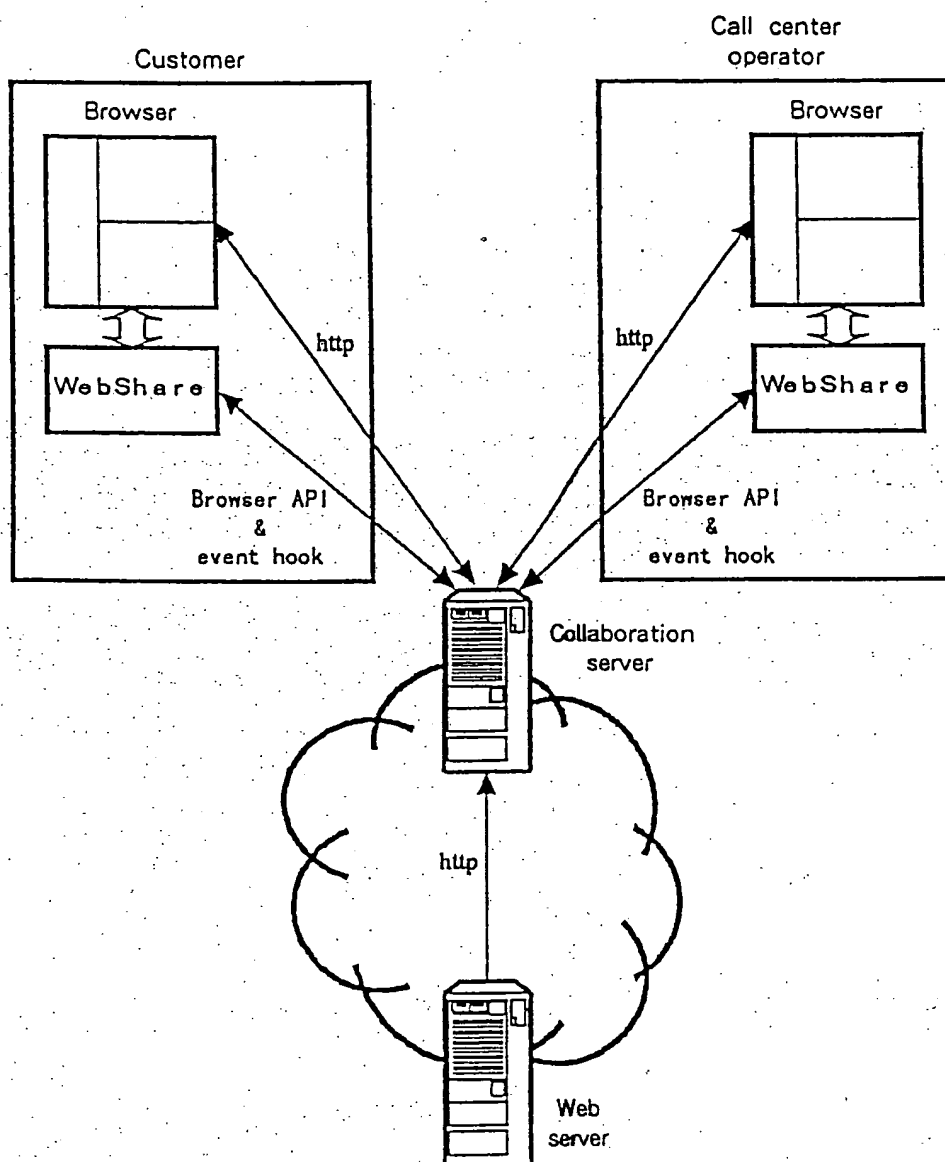 Customer
Call center
operator
Browser
Browser
http
http
WebShare
WebShare
Browser API
&
event hook
Browser API
&
event hook
Collaboration
server
http
Web
server